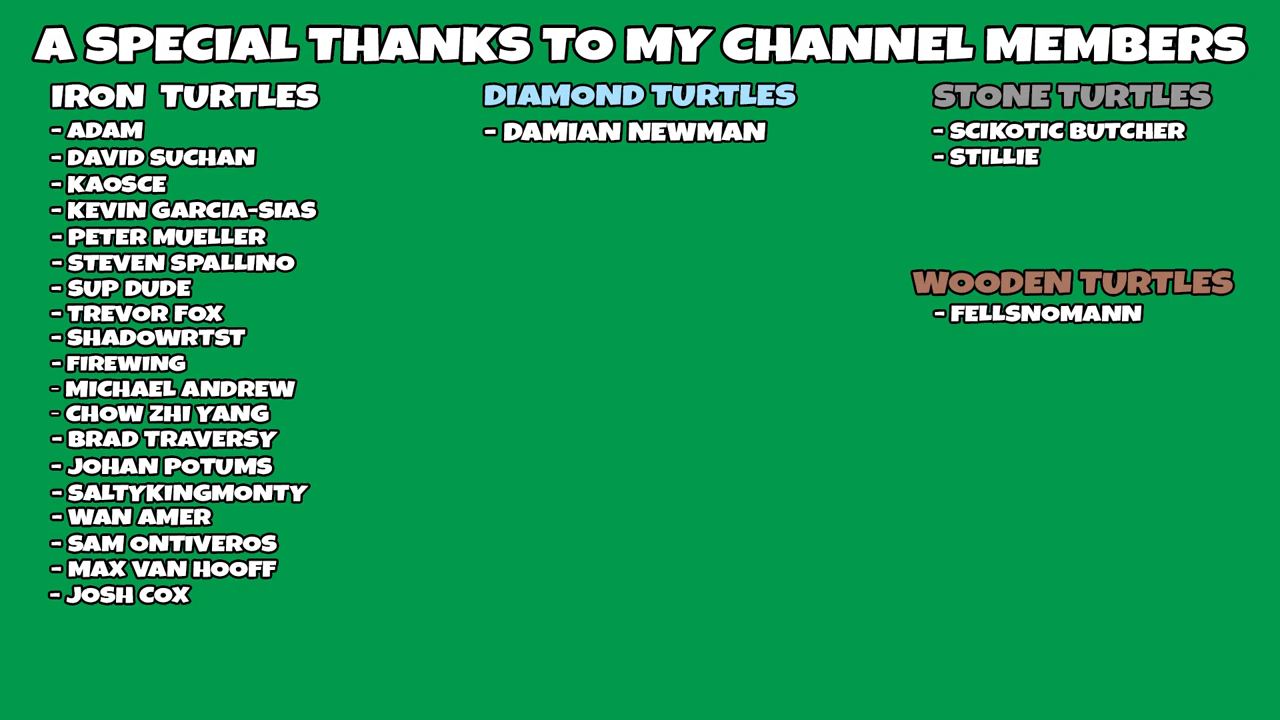 A SPECIAL THANKS TO MY CHANNEL MEMBERS
IRON TURTLES
- ADAM
- DAVID SUCHAN
- KAOSCE
- KEVIN GARCIA-SIAS
- PETER MUELLER
- STEVEN SPALLINO
- SUP DUDE
- TREVOR FOX
- SHADOWRTST
- FIREWING
- MICHAEL ANDREW
- CHOW ZHI YANG
- BRAD TRAVERSY
- JOHAN POTUMS
- SALTYKINGMONTY
- WAN AMER
- SAM ONTIVEROS
- MAX VAN HOOFF
- JOSH COX
DIAMOND TURTLES
- DAMIAN NEWMAN
STONE TURTLES
- SCIKOTIC BUTCHER
- STILLIE
WOODEN TURTLES
- FELLSNOMANN